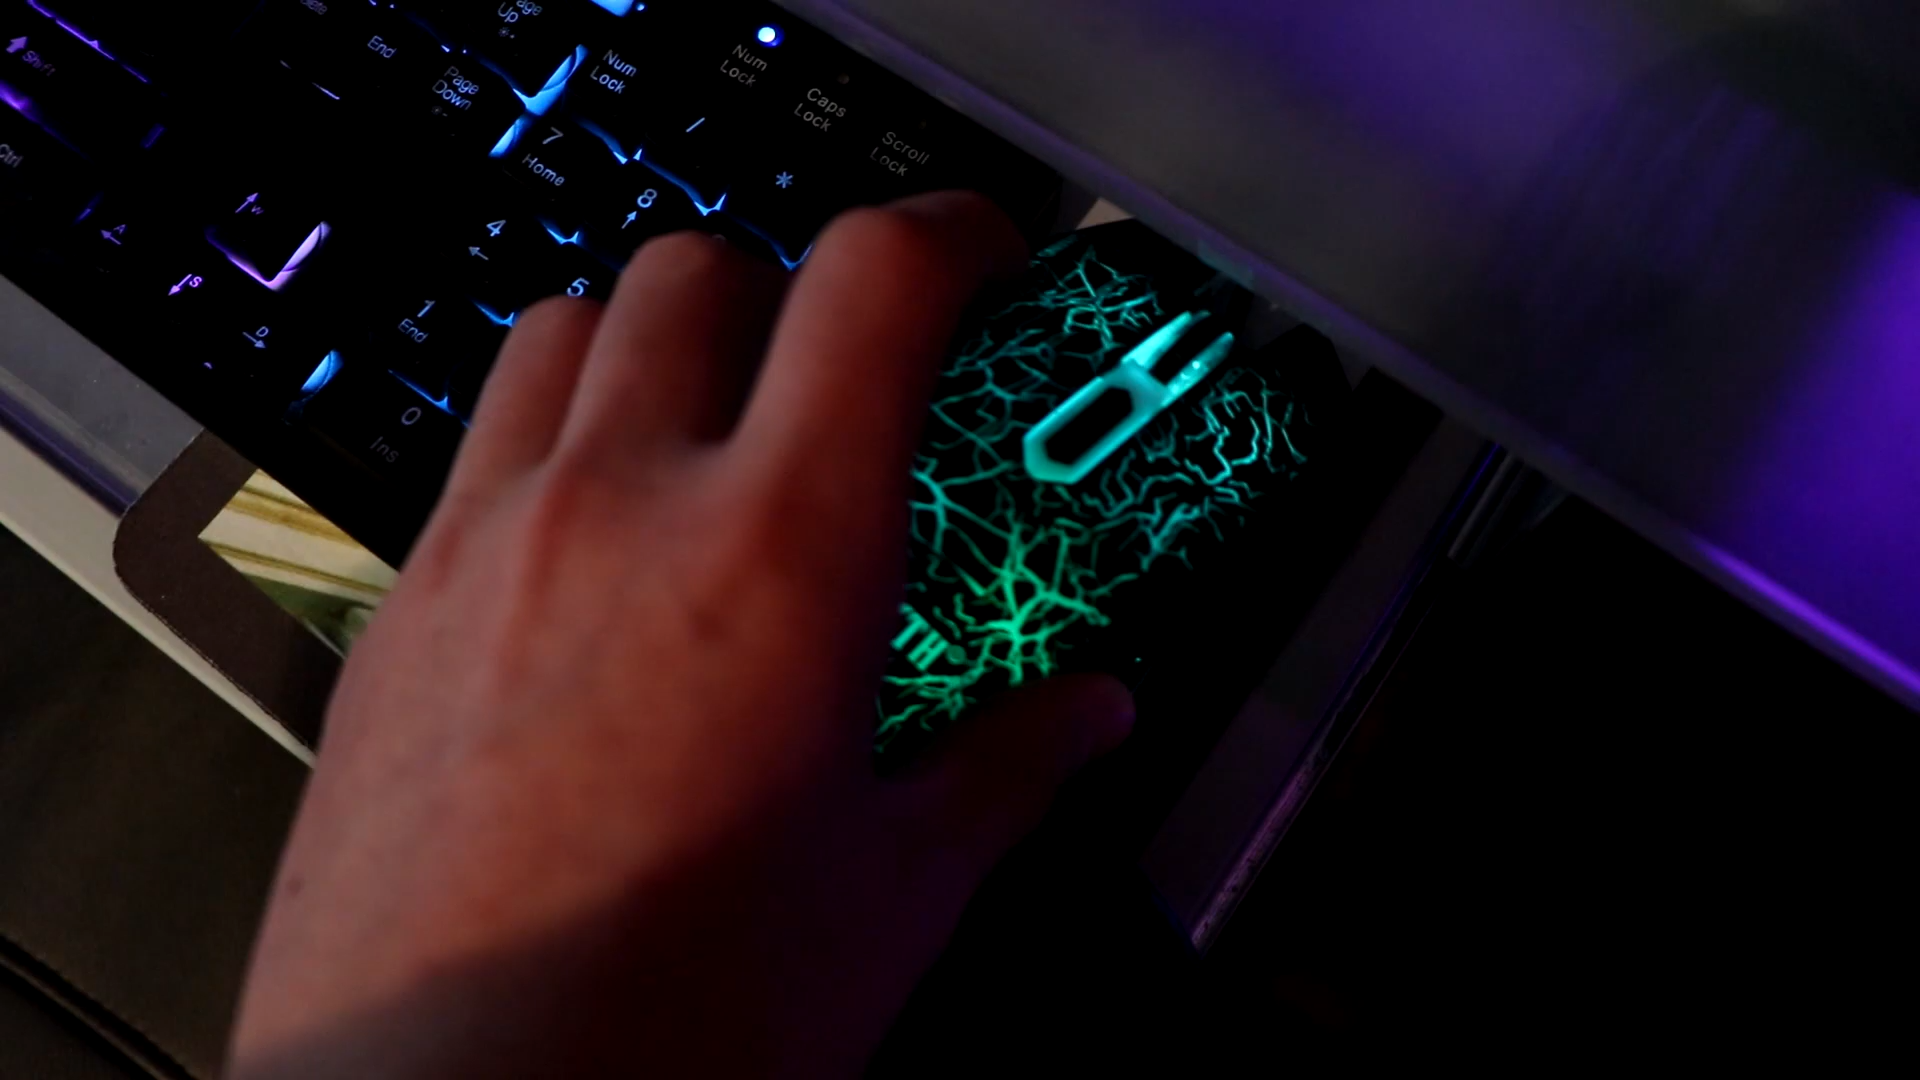 Shift
End
Page
Up
Page
Down
Num
Lock
Num
Lock
Caps
Lock
Scroll
Lock
/
*
7
Home
8
↑
4
←
5
1
End
0
Ins
Ctrl
↑W
←A
↓S
D
→
TH